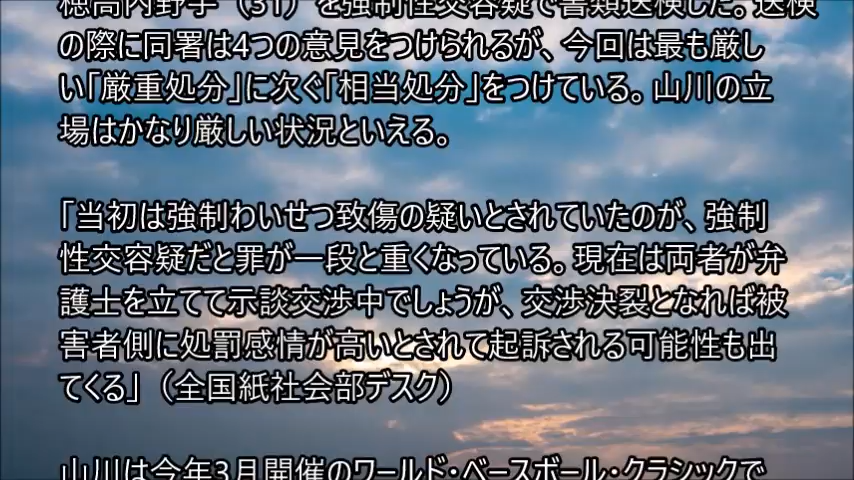 穂高内野手（31）を強制性交容疑で書類送検した。送検
の際に同署は4つの意見をつけられるが、今回は最も厳し
い「厳重処分」に次ぐ「相当処分」をつけている。山川の立
場はかなり厳しい状況といえる。
「当初は強制わいせつ致傷の疑いとされていたのが、強制
性交容疑だと罪が一段と重くなっている。現在は両者が弁
護士を立てて示談交渉中でしょうが、交渉決裂となれば被
害者側に処罰感情が高いとされて起訴される可能性も出
てくる」（全国紙社会部デスク）
山川は今年3月開催のワールド・ベースボール・クラシックで